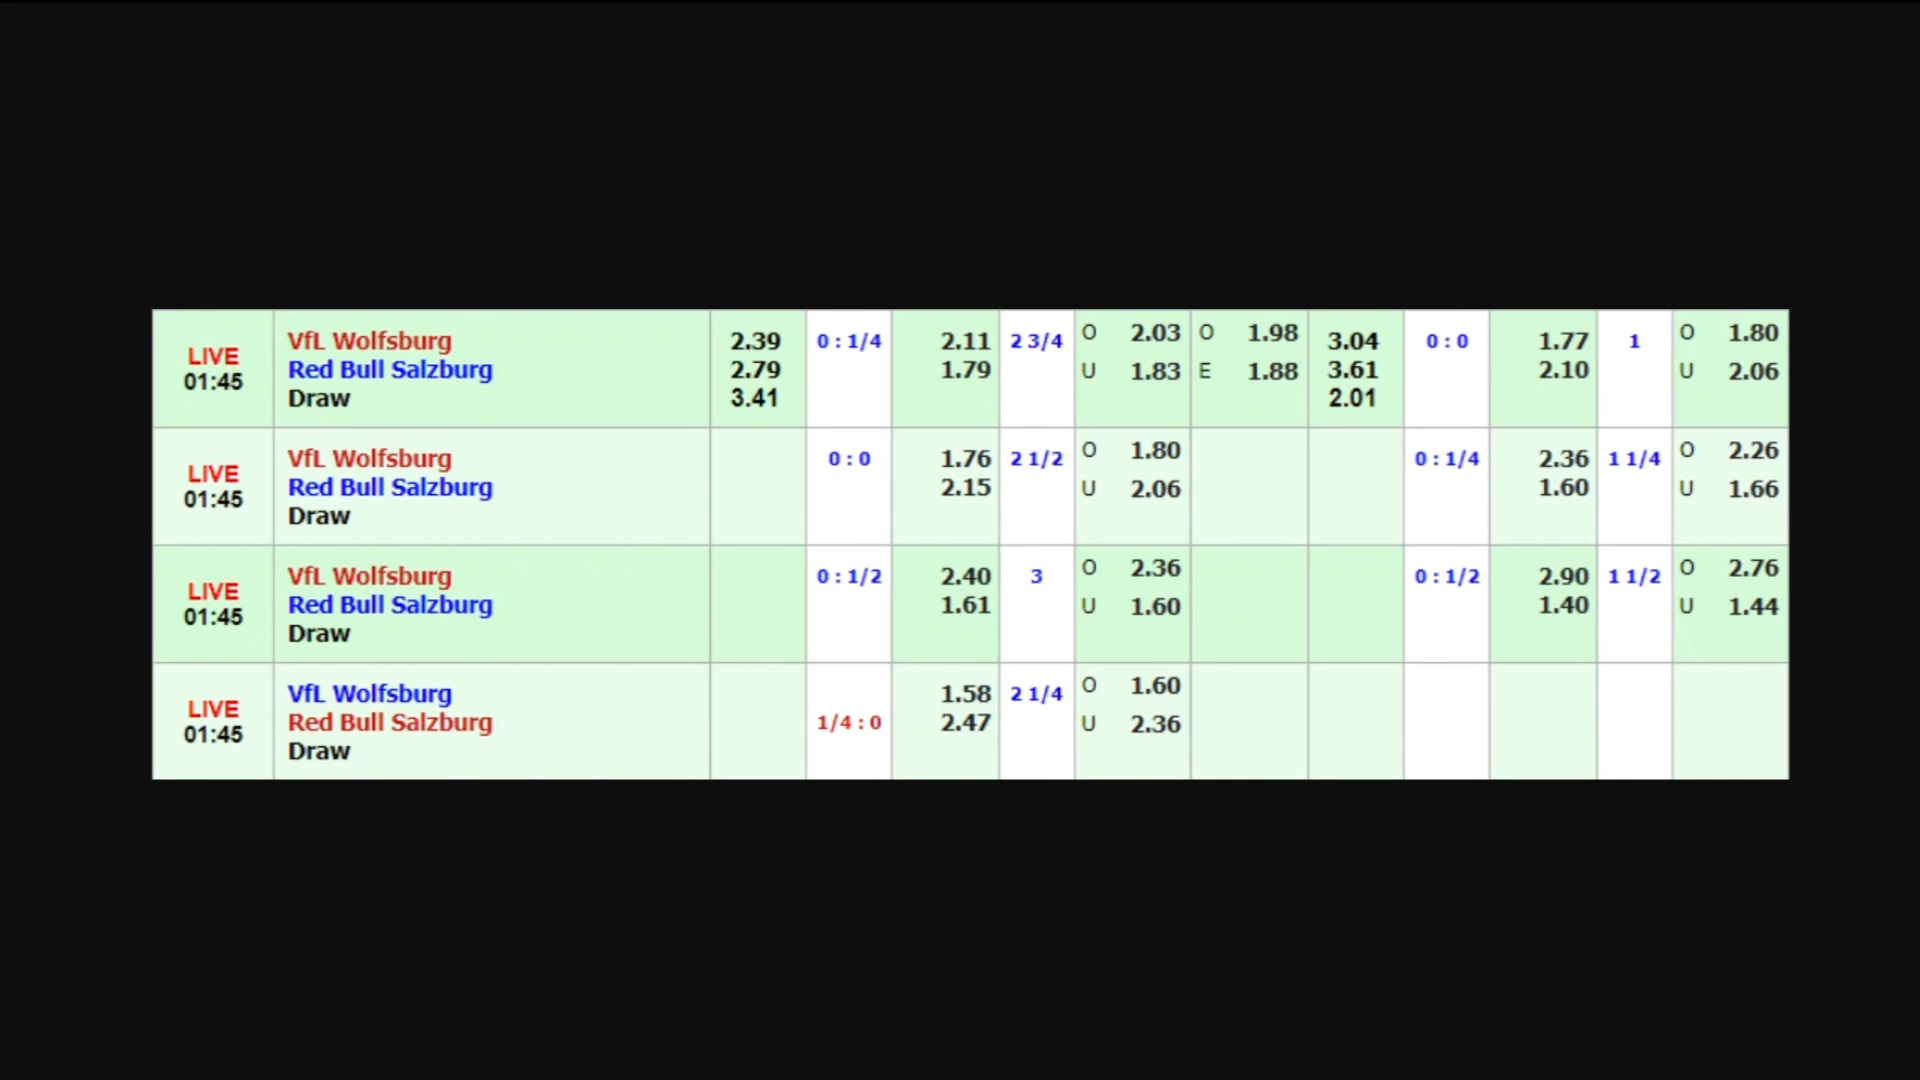 LIVE 01:45
VfL Wolfsburg 2.39 0 : 1/4 2.11 2 3/4 O 2.03 O 1.98 3.04 0 : 0 1.77 1 O 1.80
Red Bull Salzburg 2.79 1.79 U 1.83 E 1.88 3.61 2.10 U 2.06
Draw 3.41 2.01
LIVE 01:45
VfL Wolfsburg 0 : 0 1.76 2 1/2 O 1.80 0 : 1/4 2.36 1 1/4 O 2.26
Red Bull Salzburg 2.15 U 2.06 1.60 U 1.66
Draw
LIVE 01:45
VfL Wolfsburg 0 : 1/2 2.40 3 O 2.36 0 : 1/2 2.90 1 1/2 O 2.76
Red Bull Salzburg 1.61 U 1.60 1.40 U 1.44
Draw
LIVE 01:45
VfL Wolfsburg 1.58 2 1/4 O 1.60
Red Bull Salzburg 1/4 : 0 2.47 U 2.36
Draw